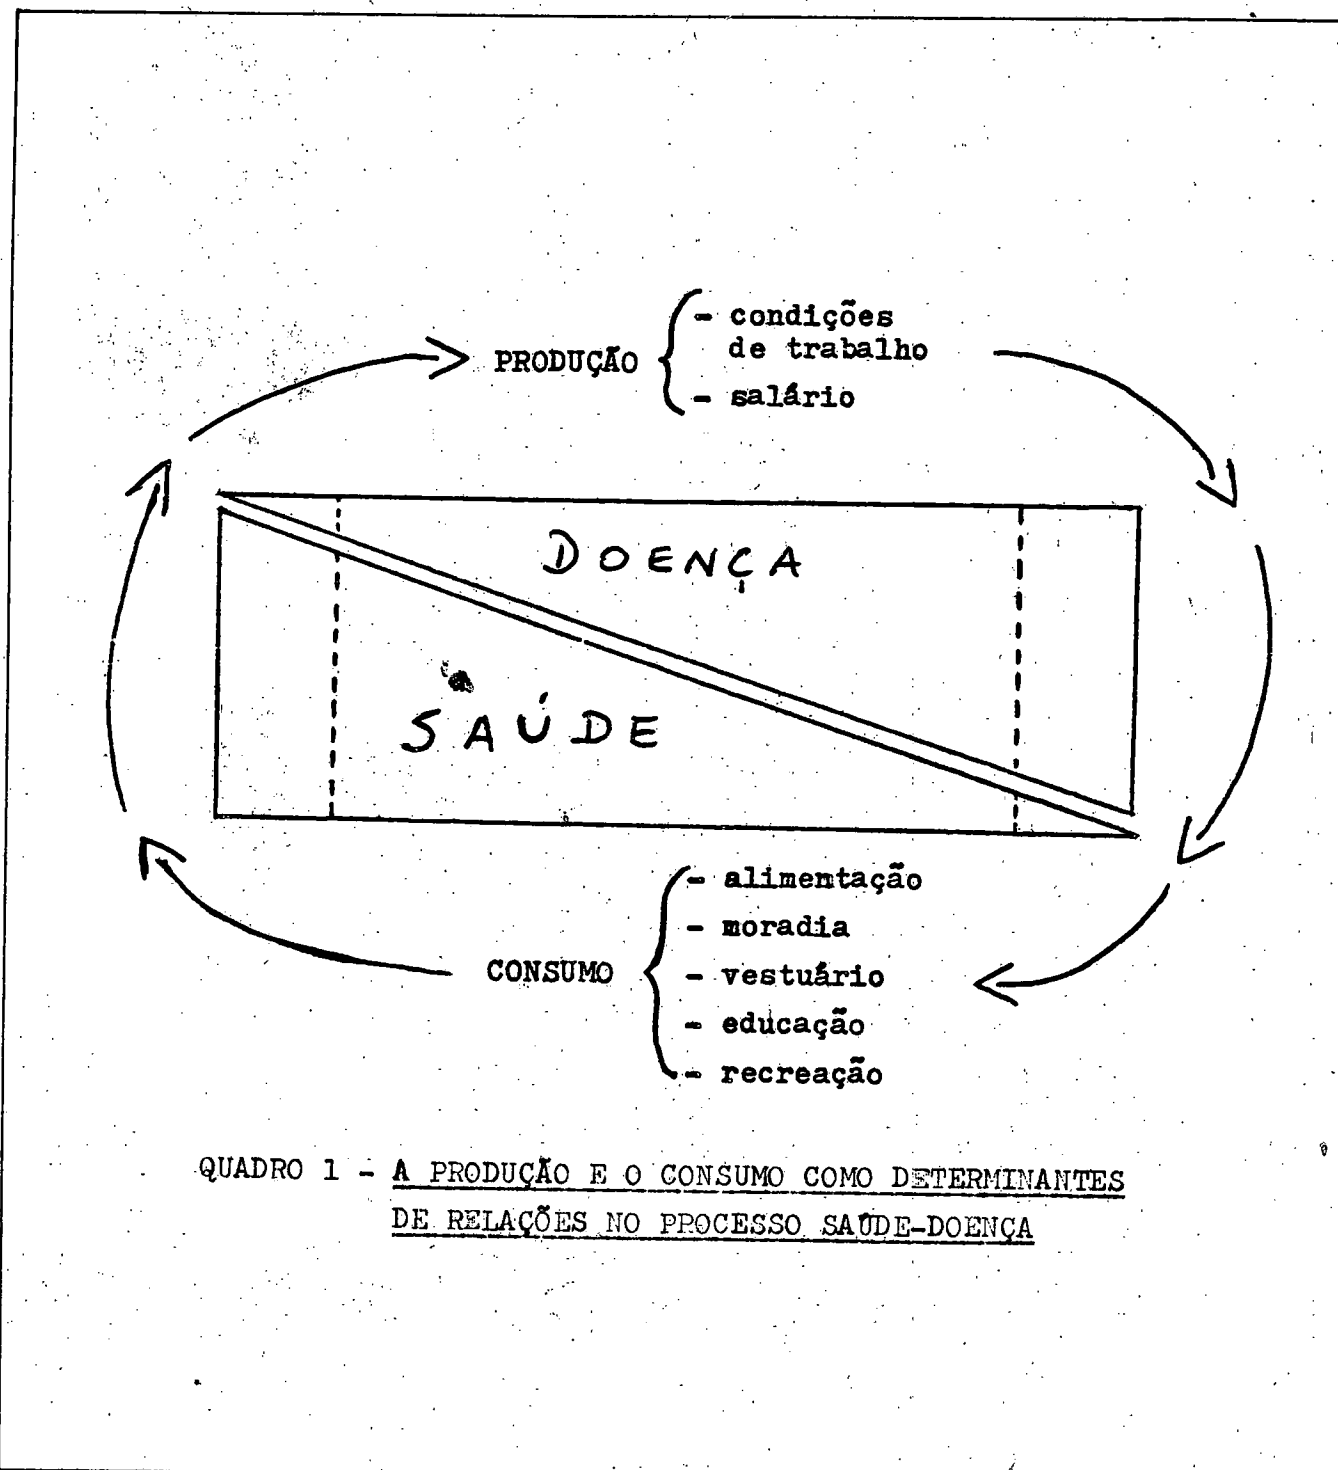 PRODUÇÃO
- condições
de trabalho
- salário
DOENÇA
SAÚDE
CONSUMO
- alimentação
- moradia
- vestuário
- educação
- recreação
QUADRO 1 - A PRODUÇÃO E O CONSUMO COMO DETERMINANTES
DE RELAÇÕES NO PROCESSO SAÚDE-DOENÇA